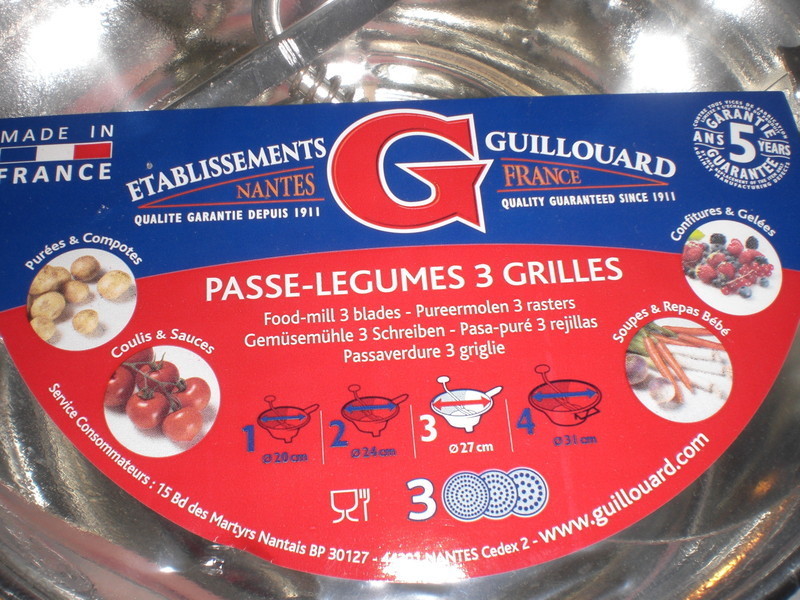 MADE IN
FRANCE
ETABLISSEMENTS
NANTES
QUALITE GARANTIE DEPUIS 1911
G
GUILLOUARD
FRANCE
QUALITY GUARANTEED SINCE 1911
GARANTIE
ANS 5 YEARS
GUARANTEE
Purées & Compotes
Coulis & Sauces
Confitures & Gelées
Soupes & Repas Bébé
PASSE-LEGUMES 3 GRILLES
Food-mill 3 blades - Pureermolen 3 rasters
Gemüsemühle 3 Schreiben - Pasa-puré 3 rejillas
Passaverdure 3 griglie
1 Ø 20 cm
2 Ø 24 cm
3 Ø 27 cm
4 Ø 31 cm
3
Service Consommateurs : 15 Bd des Martyrs Nantais BP 30127 - NANTES Cedex 2 - www.guillouard.com